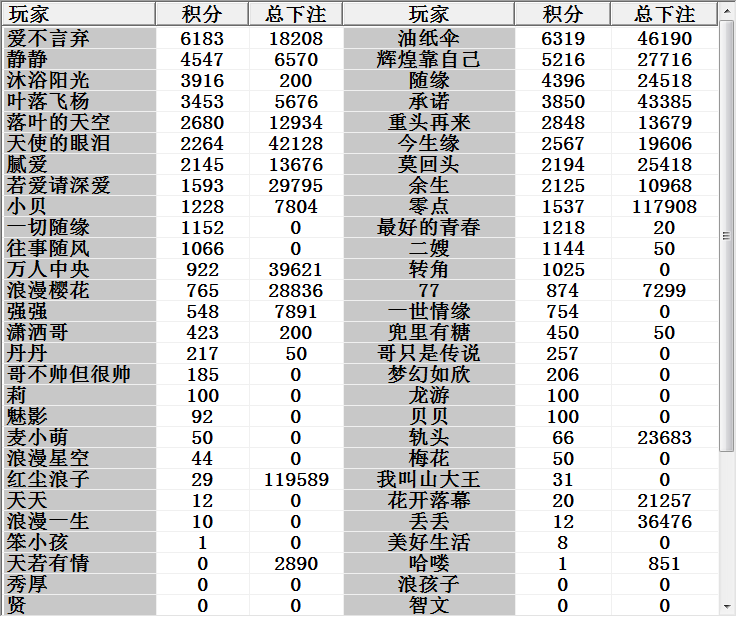 玩家 积分 总下注 玩家 积分 总下注
爱不言弃 6183 18208 油纸伞 6319 46190
静静 4547 6570 辉煌靠自己 5216 27716
沐浴阳光 3916 200 随缘 4396 24518
叶落飞杨 3453 5676 承诺 3850 43385
落叶的天空 2680 12934 重头再来 2848 13679
天使的眼泪 2264 42128 今生缘 2567 19606
腻爱 2145 13676 莫回头 2194 25418
若爱请深爱 1593 29795 余生 2125 10968
小贝 1228 7804 零点 1537 117908
一切随缘 1152 0 最好的青春 1218 20
往事随风 1066 0 二嫂 1144 50
万人中央 922 39621 转角 1025 0
浪漫樱花 765 28836 77 874 7299
强强 548 7891 一世情缘 754 0
潇洒哥 423 200 兜里有糖 450 50
丹丹 217 50 哥只是传说 257 0
哥不帅但很帅 185 0 梦幻如欣 206 0
莉 100 0 龙游 100 0
魅影 92 0 贝贝 100 0
麦小萌 50 0 轨头 66 23683
浪漫星空 44 0 梅花 50 0
红尘浪子 29 119589 我叫山大王 31 0
天天 12 0 花开落幕 20 21257
浪漫一生 10 0 丢丢 12 36476
笨小孩 1 0 美好生活 8 0
天若有情 0 2890 哈喽 1 851
秀厚 0 0 浪孩子 0 0
贤 0 0 智文 0 0